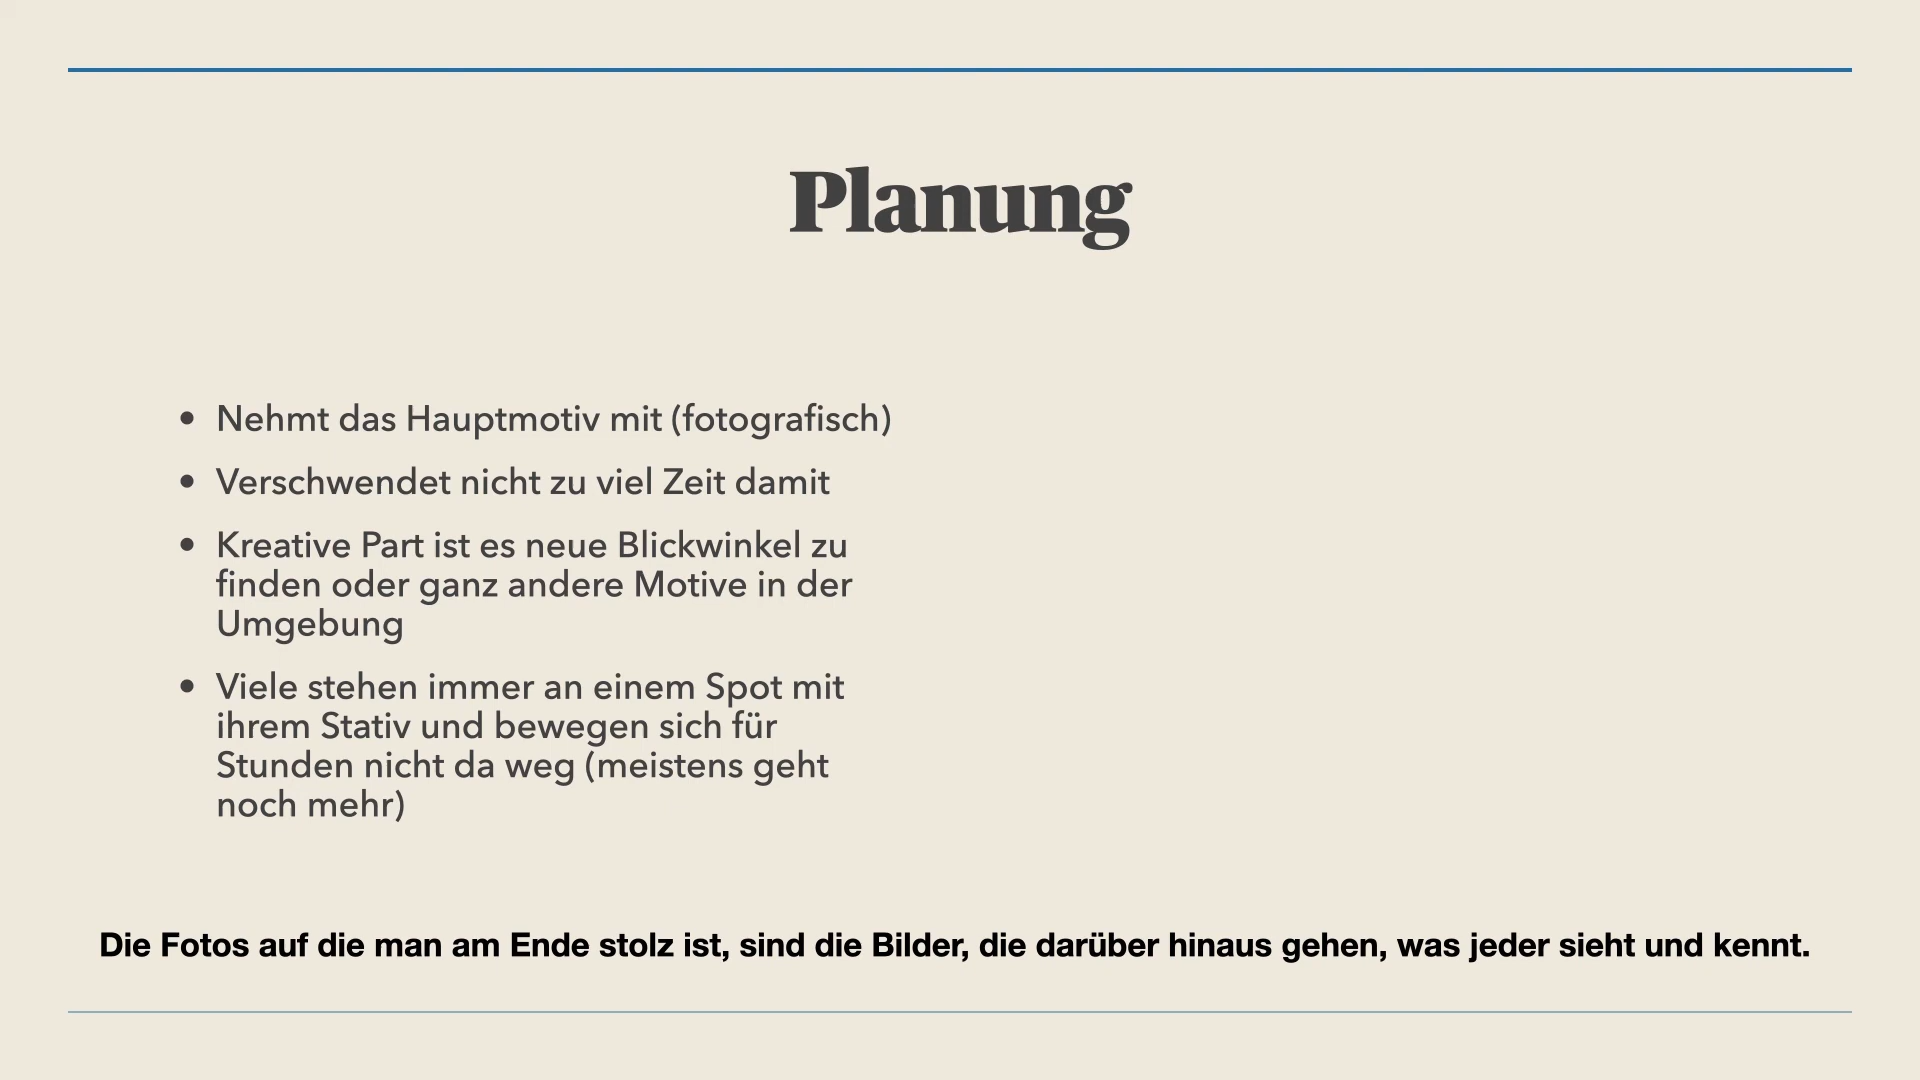 Planung
• Nehmt das Hauptmotiv mit (fotografisch)
• Verschwendet nicht zu viel Zeit damit
• Kreative Part ist es neue Blickwinkel zu
finden oder ganz andere Motive in der
Umgebung
• Viele stehen immer an einem Spot mit
ihrem Stativ und bewegen sich für
Stunden nicht da weg (meistens geht
noch mehr)
Die Fotos auf die man am Ende stolz ist, sind die Bilder, die darüber hinaus gehen, was jeder sieht und kennt.